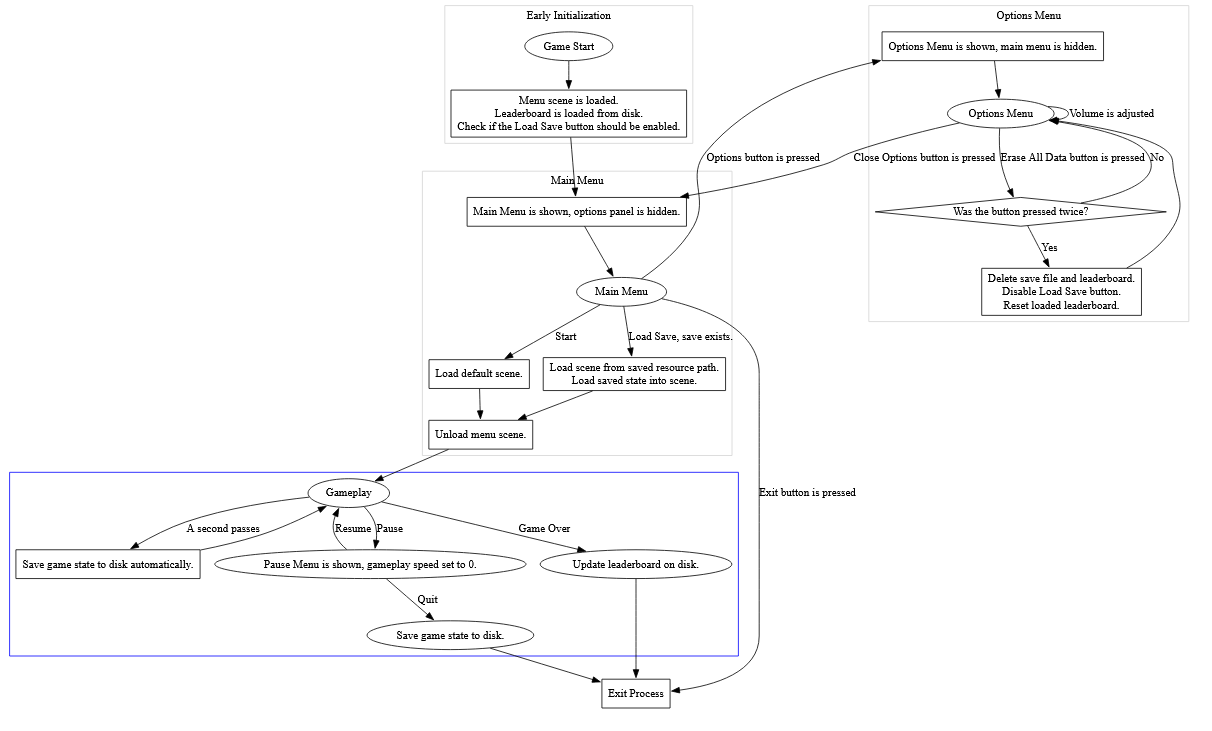 Early Initialization
Game Start
Menu scene is loaded.
Leaderboard is loaded from disk.
Check if the Load Save button should be enabled.
Options Menu
Options Menu is shown, main menu is hidden.
Options Menu
Volume is adjusted
Options button is pressed
Close Options button is pressed
Erase All Data button is pressed
No
Was the button pressed twice?
Yes
Delete save file and leaderboard.
Disable Load Save button.
Reset loaded leaderboard.
Main Menu
Main Menu is shown, options panel is hidden.
Main Menu
Start
Load Save, save exists.
Load default scene.
Load scene from saved resource path.
Load saved state into scene.
Unload menu scene.
Exit button is pressed
Gameplay
A second passes
Resume
Pause
Game Over
Save game state to disk automatically.
Pause Menu is shown, gameplay speed set to 0.
Update leaderboard on disk.
Quit
Save game state to disk.
Exit Process